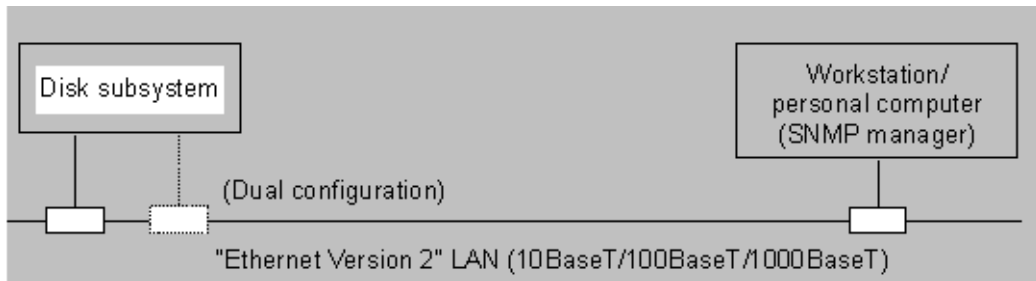 Disk subsystem
Workstation/
personal computer
(SNMP manager)
(Dual configuration)
"Ethernet Version 2" LAN (10BaseT/100BaseT/1000BaseT)